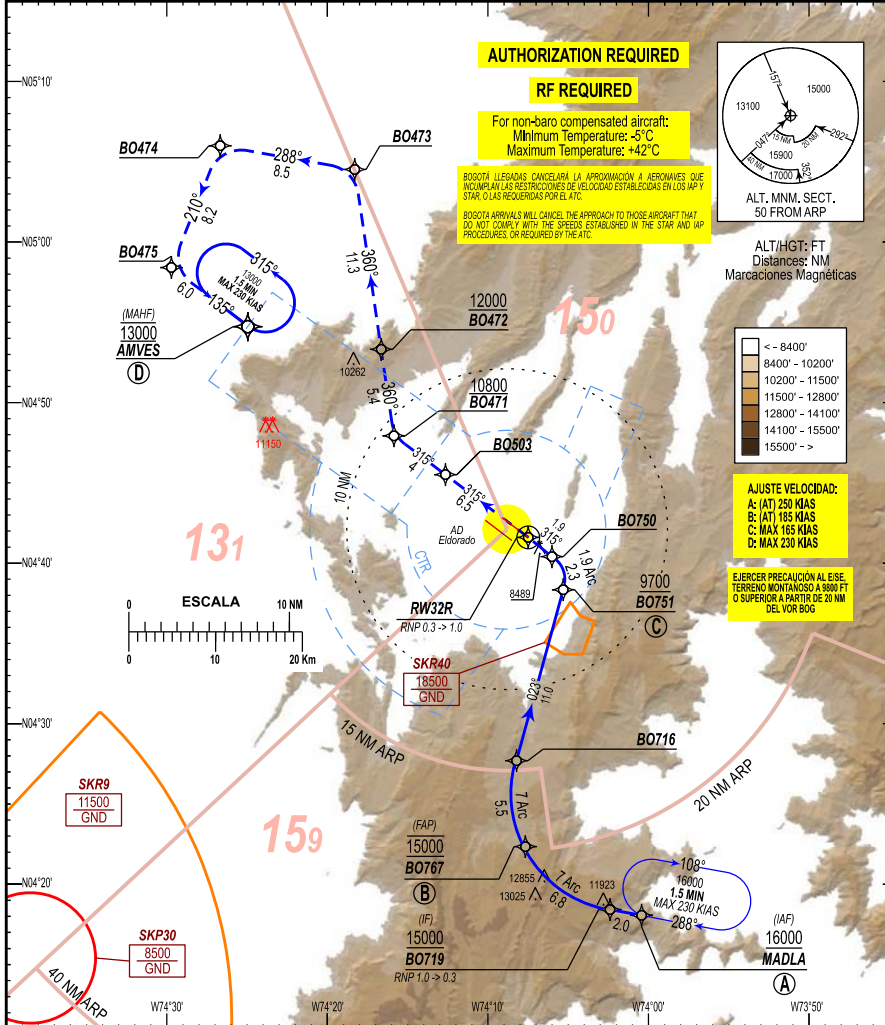 AUTHORIZATION REQUIRED
RF REQUIRED
For non-baro compensated aircraft:
Minimum Temperature: -5°C
Maximum Temperature: +42°C
BOGOTÁ LLEGADAS CANCELARÁ LA APROXIMACIÓN A AERONAVES QUE
INCUMPLAN LAS RESTRICCIONES DE VELOCIDAD ESTABLECIDAS EN LOS IAP Y
STAR, O LAS REQUERIDAS POR EL ATC.
BOGOTA ARRIVALS WILL CANCEL THE APPROACH TO THOSE AIRCRAFT THAT
DO NOT COMPLY WITH THE SPEEDS ESTABLISHED IN THE STAR AND IAP
PROCEDURES, OR REQUIRED BY THE ATC.
157°
13100
15000
047°
15 NM
20 NM
292°
15900
40 NM
17000
352°
ALT. MNM. SECT.
50 FROM ARP
ALT/HGT: FT
Distances: NM
Marcaciones Magnéticas
< - 8400'
8400' - 10200'
10200' - 11500'
11500' - 12800'
12800' - 14100'
14100' - 15500'
15500' - >
AJUSTE VELOCIDAD:
A: (AT) 250 KIAS
B: (AT) 185 KIAS
C: MAX 165 KIAS
D: MAX 230 KIAS
EJERCER PRECAUCIÓN AL E/SE,
TERRENO MONTAÑOSO A 9800 FT
O SUPERIOR A PARTIR DE 20 NM
DEL VOR BOG
N05°10'
N05°00'
N04°50'
N04°40'
N04°30'
N04°20'
W74°30'
W74°20'
W74°10'
W74°00'
W73°50'
BO474
288°
8.5
BO473
210°
8.2
BO475
6.0
135°
315°
13000
1.5 MIN
MAX 230 KIAS
(MAHF)
13000
AMVES
D
360°
11.3
12000
BO472
150
10262
360°
5.4
10800
BO471
11150
315°
4
BO503
315°
6.5
10 NM
131
AD
Eldorado
CTR
1.9
315°
BO750
1.9 Arc
2.3
8489
9700
BO751
C
RW32R
RNP 0.3 -> 1.0
ESCALA
10 NM
0
0
10
20 Km
SKR40
18500
GND
023°
11.0
15 NM ARP
BO716
20 NM ARP
SKR9
11500
GND
159
7 Arc
5.5
(FAP)
15000
BO767
B
12855
13025
7 Arc
6.8
11923
108°
16000
1.5 MIN
MAX 230 KIAS
288°
2.0
(IF)
15000
BO719
RNP 1.0 -> 0.3
(IAF)
16000
MADLA
A
SKP30
8500
GND
40 NM ARP